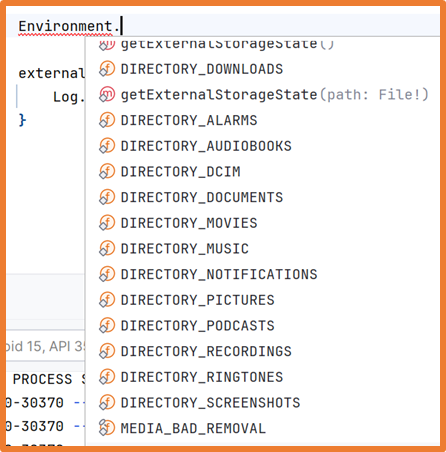 Environment.
getExternalStorageState()
external DIRECTORY_DOWNLOADS
Log. getExternalStorageState(path: File!)
} DIRECTORY_ALARMS
DIRECTORY_AUDIOBOOKS
DIRECTORY_DCIM
DIRECTORY_DOCUMENTS
DIRECTORY_MOVIES
DIRECTORY_MUSIC
DIRECTORY_NOTIFICATIONS
DIRECTORY_PICTURES
DIRECTORY_PODCASTS
oid 15, API 35 DIRECTORY_RECORDINGS
PROCESS S DIRECTORY_RINGTONES
0-30370 -- DIRECTORY_SCREENSHOTS
0-30370 -- MEDIA_BAD_REMOVAL